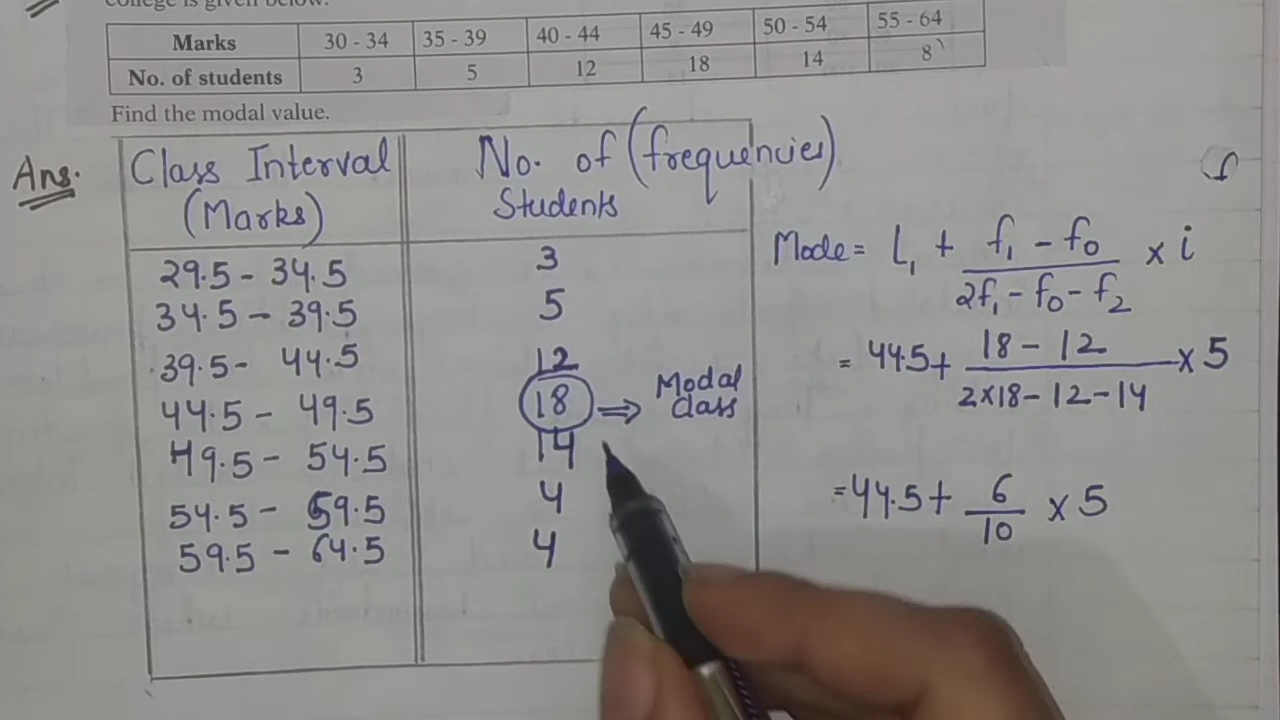 college is given below.
Marks 30 - 34 35 - 39 40 - 44 45 - 49 50 - 54 55 - 64
No. of students 3 5 12 18 14 8
Find the modal value.
Ans.
Class Interval (Marks)
No. of (frequencies) Students
29.5 - 34.5 3
34.5 - 39.5 5
39.5 - 44.5 12
44.5 - 49.5 18 ⇒ Modal class
49.5 - 54.5 14
54.5 - 59.5 4
59.5 - 64.5 4
Mode = L₁ + f₁ - f₀ / 2f₁ - f₀ - f₂ × i
= 44.5 + 18 - 12 / 2×18 - 12 - 14 × 5
= 44.5 + 6 / 10 × 5